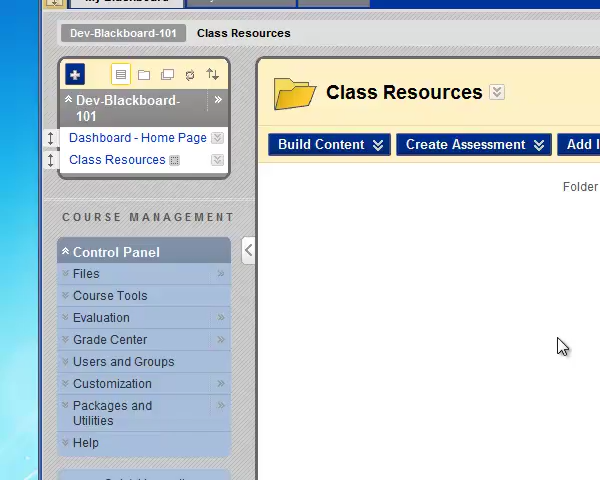 Dev-Blackboard-101 Class Resources
Dev-Blackboard-
101
Dashboard - Home Page
Class Resources
COURSE MANAGEMENT
Control Panel
Files
Course Tools
Evaluation
Grade Center
Users and Groups
Customization
Packages and
Utilities
Help
Class Resources
Build Content Create Assessment Add
Folder